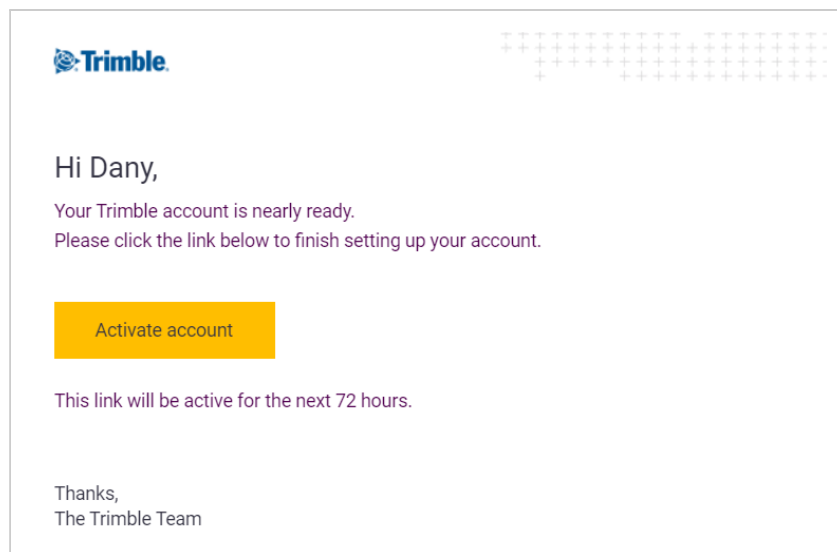 Trimble.
Hi Dany,
Your Trimble account is nearly ready.
Please click the link below to finish setting up your account.
Activate account
This link will be active for the next 72 hours.
Thanks,
The Trimble Team